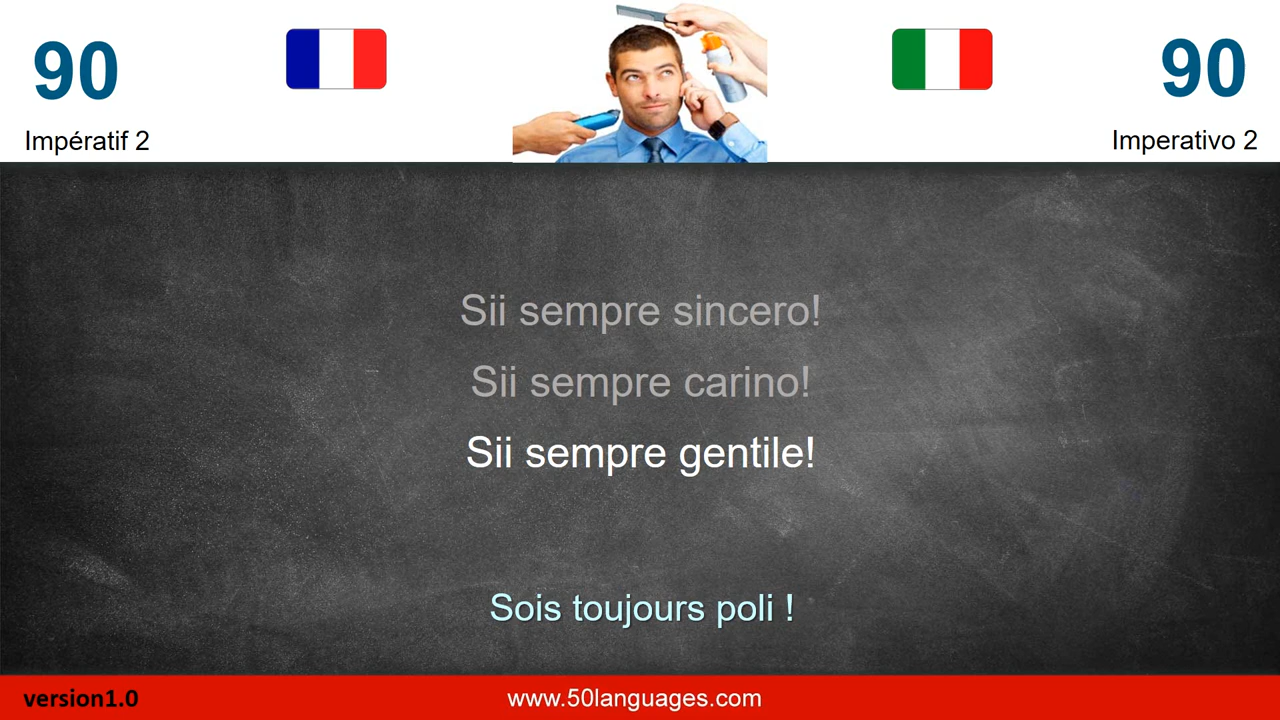 90
90
Impératif 2
Imperativo 2
Sii sempre sincero!
Sii sempre carino!
Sii sempre gentile!
Sois toujours poli !
version1.0
www.50languages.com